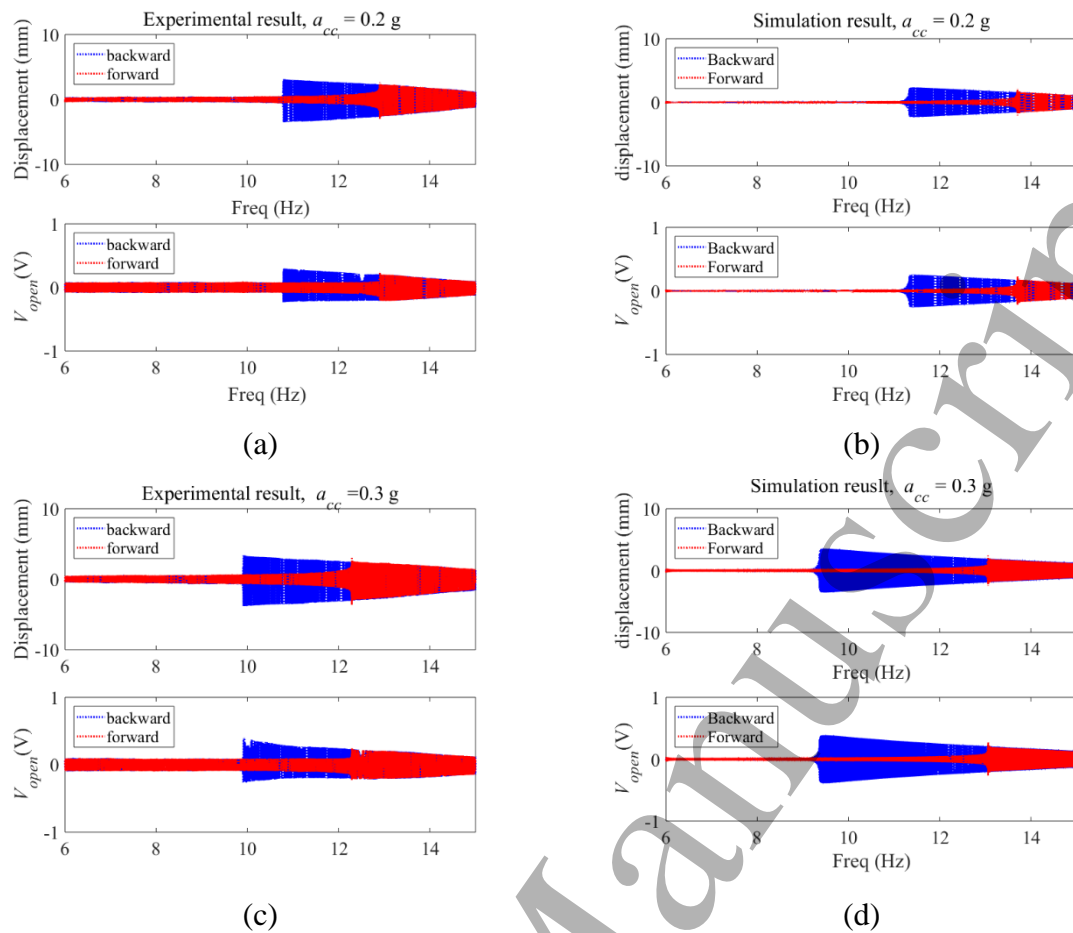 Experimental result, a_cc = 0.2 g
10
0
-10
Displacement (mm)
backward
forward
6 8 10 12 14
Freq (Hz)
1
0
-1
V_open(V)
backward
forward
6 8 10 12 14
Freq (Hz)
(a)
Simulation result, a_cc = 0.2 g
10
0
-10
displacement (mm)
Backward
Forward
6 8 10 12 14
Freq (Hz)
1
0
-1
V_open(V)
Backward
Forward
6 8 10 12 14
Freq (Hz)
(b)
Experimental result, a_cc =0.3 g
10
0
-10
Displacement (mm)
backward
forward
6 8 10 12 14
1
0
-1
V_open(V)
backward
forward
6 8 10 12 14
(c)
Simulation reuslt, a_cc = 0.3 g
10
0
-10
displacement (mm)
Backward
Forward
6 8 10 12 14
Freq (Hz)
1
0
-1
V_open(V)
Backward
Forward
6 8 10 12 14
Freq (Hz)
(d)